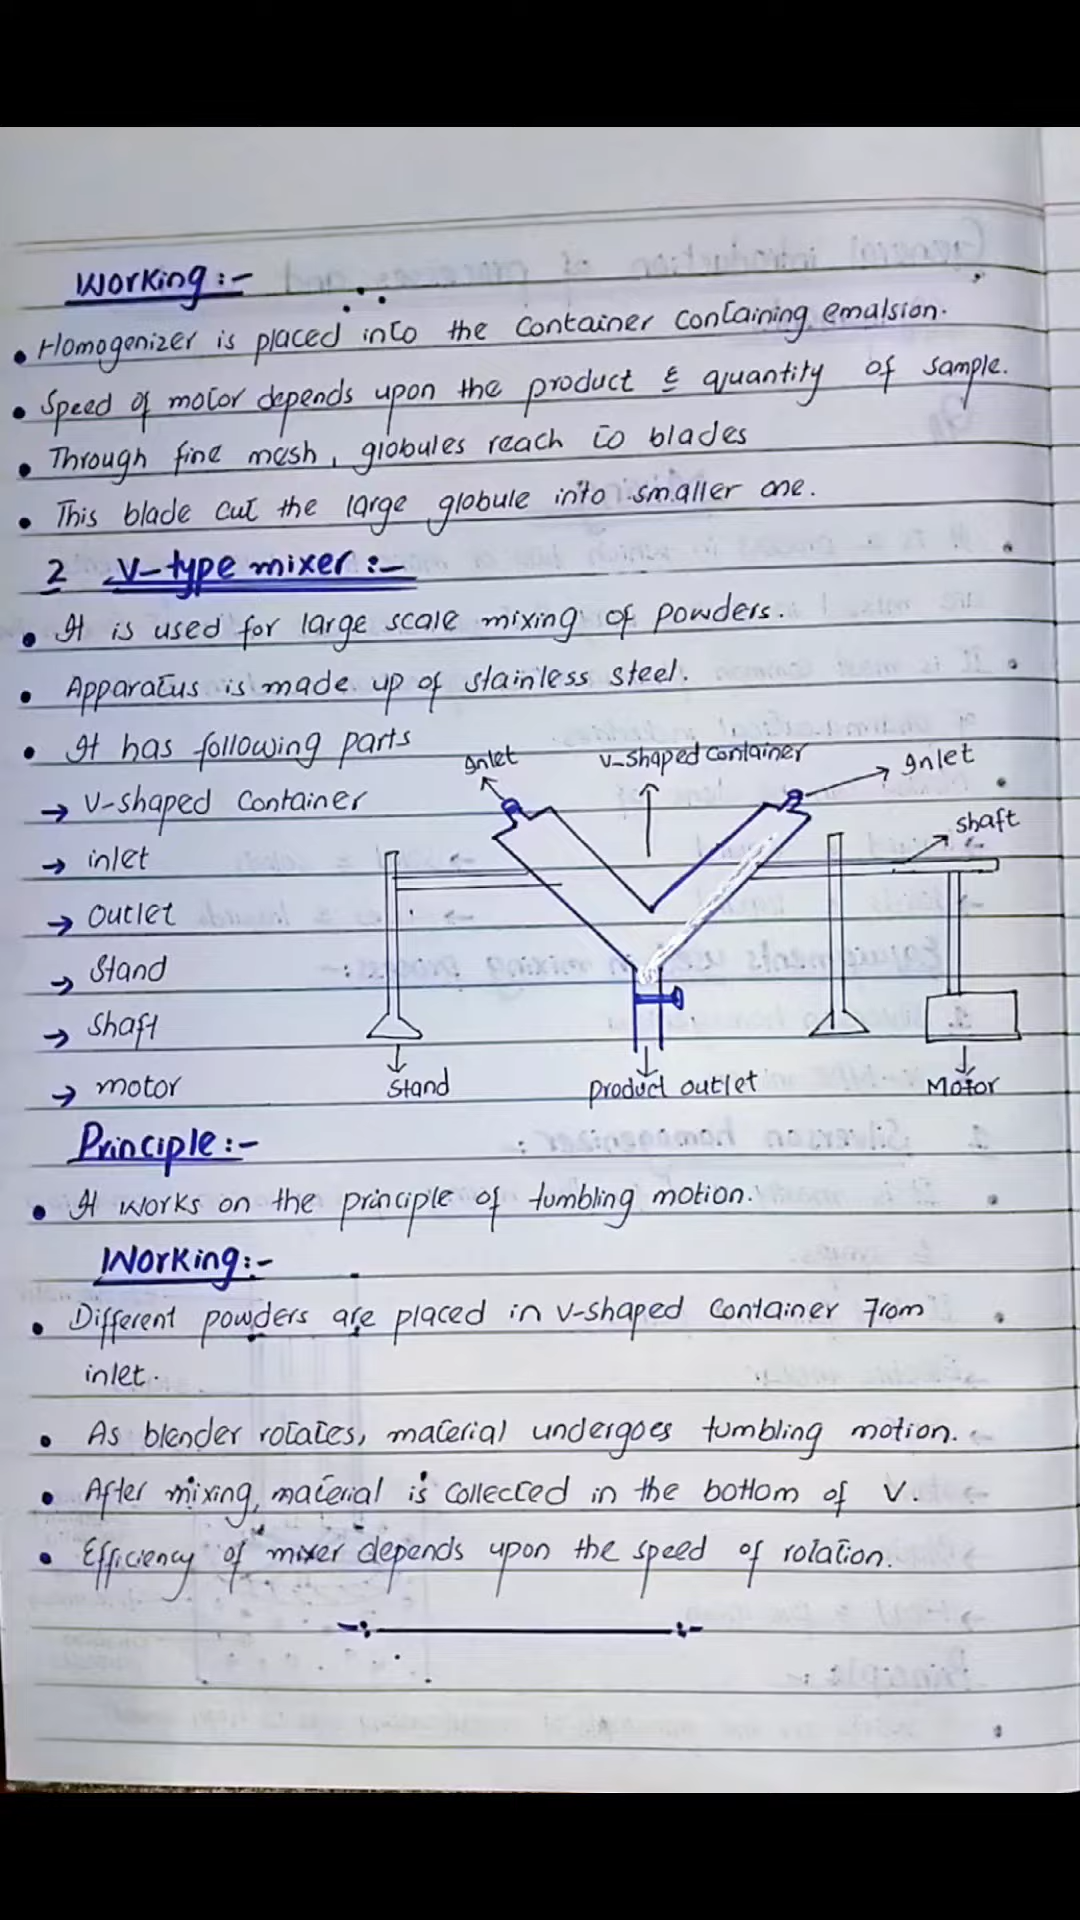 Working:-
• Homogenizer is placed into the container containing emalsion.
• Speed of motor depends upon the product & quantity of sample.
• Through fine mesh, globules reach to blades
• This blade cut the large globule into smaller one.
2 V-type mixer:-
• It is used for large scale mixing of powders.
• Apparatus is made up of stainless steel.
• It has following parts
inlet
V-shaped container
inlet
→ V-shaped container
shaft
→ inlet
→ outlet
→ Stand
→ Shaft
→ motor
Stand
Product outlet
Motor
Principle:-
• It works on the principle of tumbling motion.
Working:-
• Different powders are placed in V-shaped container from
inlet.
• As blender rotates, material undergoes tumbling motion.
• After mixing, material is collected in the bottom of V.
• Efficiency of mixer depends upon the speed of rotation.